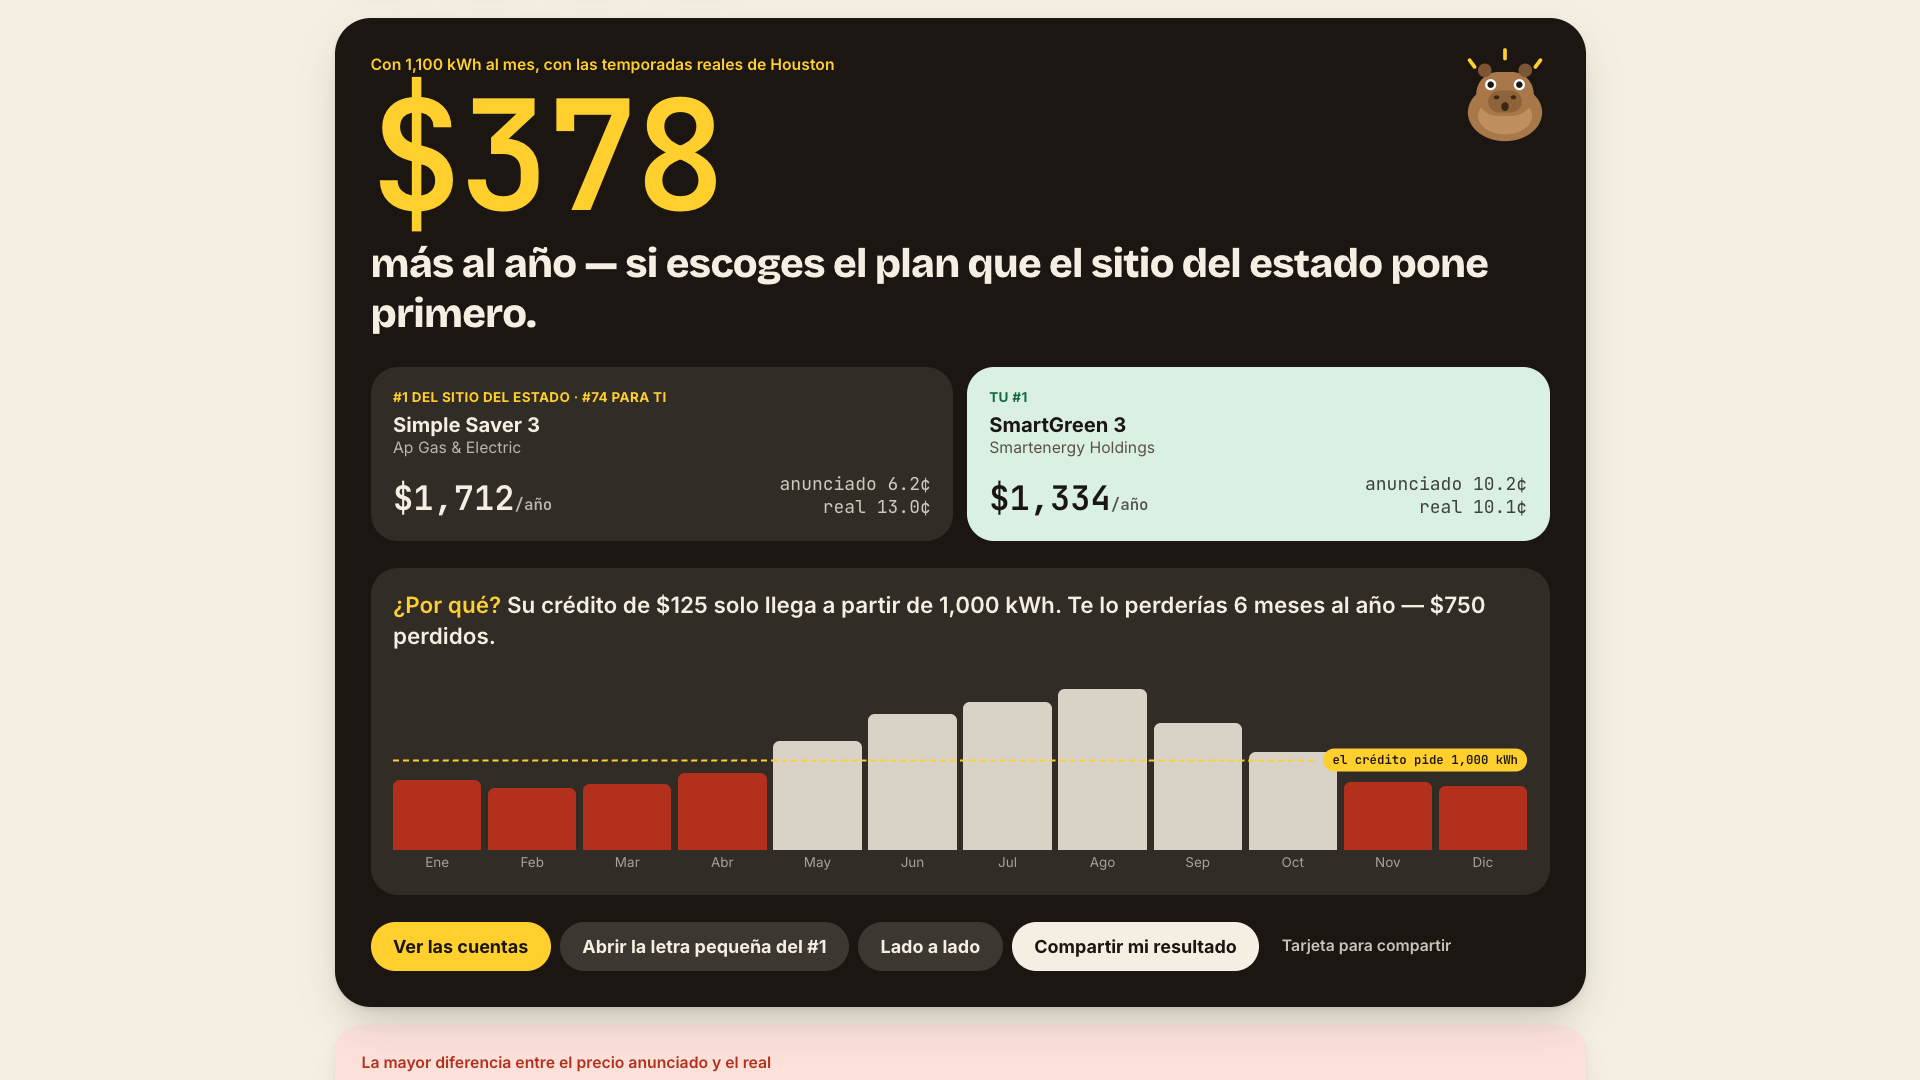 Con 1,100 kWh al mes, con las temporadas reales de Houston
$378
más al año — si escoges el plan que el sitio del estado pone
primero.
#1 DEL SITIO DEL ESTADO · #74 PARA TI
Simple Saver 3
Ap Gas & Electric
$1,712/año
anunciado 6.2¢
real 13.0¢
TU #1
SmartGreen 3
Smartenergy Holdings
$1,334/año
anunciado 10.2¢
real 10.1¢
¿Por qué? Su crédito de $125 solo llega a partir de 1,000 kWh. Te lo perderías 6 meses al año — $750
perdidos.
el crédito pide 1,000 kWh
Ene Feb Mar Abr May Jun Jul Ago Sep Oct Nov Dic
Ver las cuentas
Abrir la letra pequeña del #1
Lado a lado
Compartir mi resultado
Tarjeta para compartir
La mayor diferencia entre el precio anunciado y el real